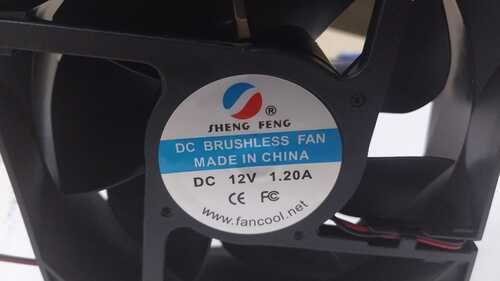 ®
SHENG FENG
DC BRUSHLESS FAN
MADE IN CHINA
DC 12V 1.20A
CE FC
www.fancool.net